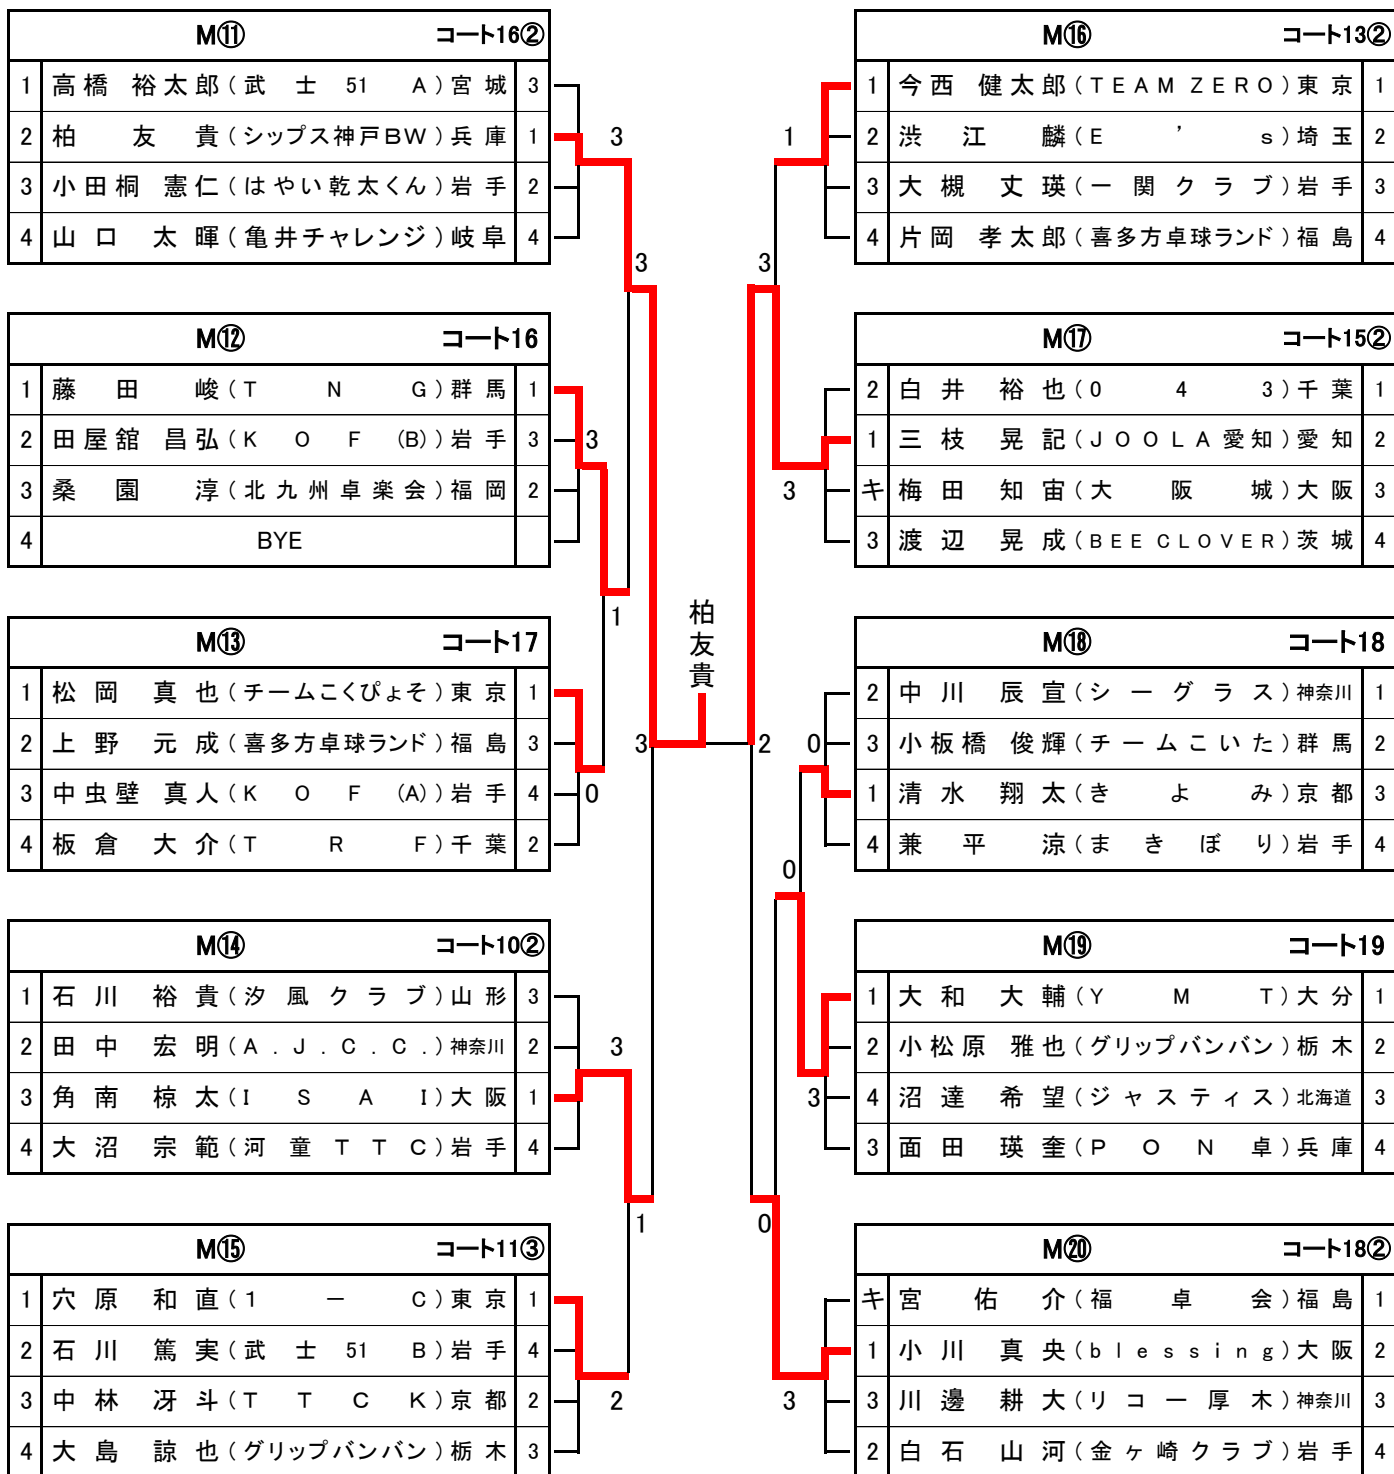 M⑪ コート16②
1 高橋 裕太郎 (武士51A) 宮城 3
2 柏 友貴 (シップス神戸BW) 兵庫 1
3 小田桐 憲仁 (はやい乾太くん) 岩手 2
4 山口 太暉 (亀井チャレンジ) 岐阜 4
3
3
M⑫ コート16
1 藤田 峻 (TNG) 群馬 1
2 田屋舘 昌弘 (KOF(B)) 岩手 3
3 桑園 淳 (北九州卓楽会) 福岡 2
4 BYE
3
1
M⑬ コート17
1 松岡 真也 (チームこくぴょそ) 東京 1
2 上野 元成 (喜多方卓球ランド) 福島 3
3 中虫壁 真人 (KOF(A)) 岩手 4
4 板倉 大介 (TRF) 千葉 2
0
3
M⑭ コート10②
1 石川 裕貴 (汐風クラブ) 山形 3
2 田中 宏明 (A.J.C.C.) 神奈川 2
3 角南 椋太 (ISAI) 大阪 1
4 大沼 宗範 (河童TTC) 岩手 4
3
1
M⑮ コート11③
1 穴原 和直 (1ーC) 東京 1
2 石川 篤実 (武士51B) 岩手 4
3 中林 冴斗 (TTCK) 京都 2
4 大島 諒也 (グリップバンバン) 栃木 3
2
柏友貴
M⑯ コート13②
1 今西 健太郎 (TEAM ZERO) 東京 1
2 渋江 麟 (E's) 埼玉 2
3 大槻 丈瑛 (一関クラブ) 岩手 3
4 片岡 孝太郎 (喜多方卓球ランド) 福島 4
1
3
M⑰ コート15②
2 白井 裕也 (043) 千葉 1
1 三枝 晃記 (JOOLA愛知) 愛知 2
キ 梅田 知宙 (大阪城) 大阪 3
3 渡辺 晃成 (BEE CLOVER) 茨城 4
3
2
M⑱ コート18
2 中川 辰宣 (シーグラス) 神奈川 1
3 小板橋 俊輝 (チームこいた) 群馬 2
1 清水 翔太 (きよみ) 京都 3
4 兼平 涼 (まきぼり) 岩手 4
0
0
M⑲ コート19
1 大和 大輔 (YMT) 大分 1
2 小松原 雅也 (グリップバンバン) 栃木 2
4 沼達 希望 (ジャスティス) 北海道 3
3 面田 瑛奎 (PON卓) 兵庫 4
3
0
M⑳ コート18②
キ 宮 佑介 (福卓会) 福島 1
1 小川 真央 (blessing) 大阪 2
3 川邊 耕大 (リコー厚木) 神奈川 3
2 白石 山河 (金ヶ崎クラブ) 岩手 4
3